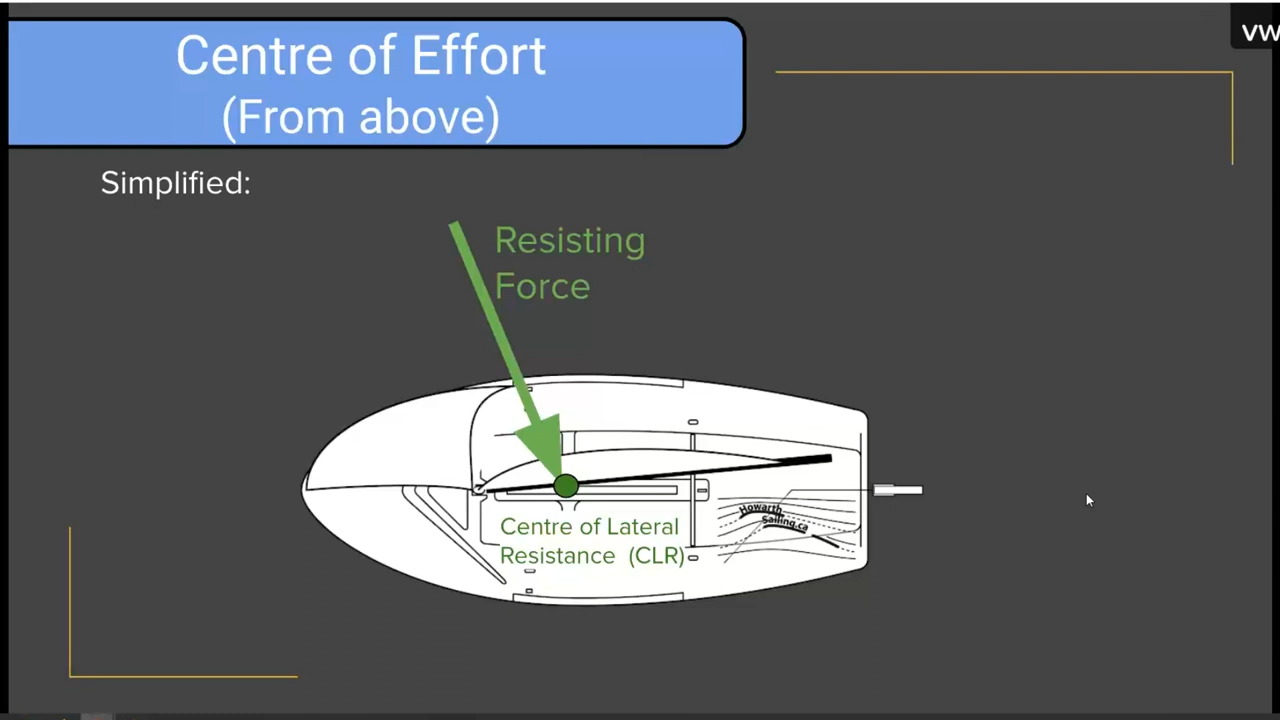 Centre of Effort
(From above)
vw
Simplified:
Resisting
Force
Howarth
Sailing.ca
Centre of Lateral
Resistance (CLR)